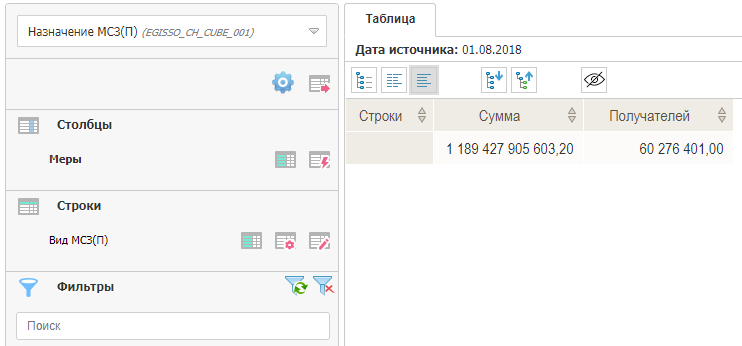 Назначение МСЗ(П) (EGISSO_CH_CUBE_001)
Столбцы
Меры
Строки
Вид МСЗ(П)
Фильтры
Поиск
Таблица
Дата источника: 01.08.2018
Строки Сумма Получателей
1 189 427 905 603,20 60 276 401,00